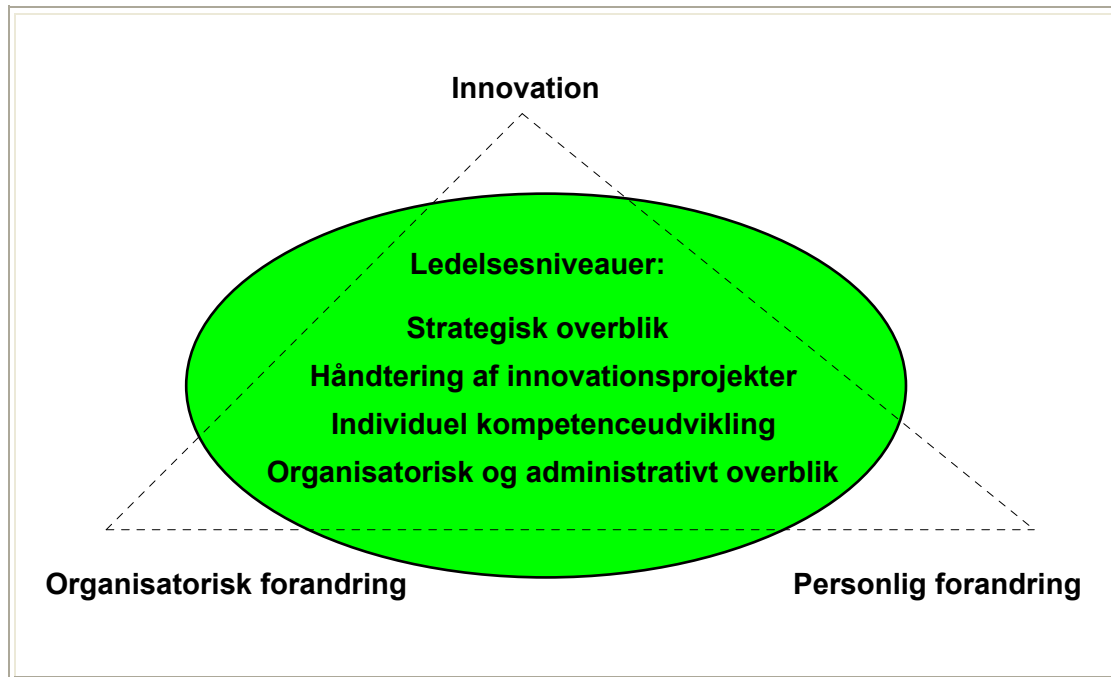 Innovation
Ledelsesniveauer:
Strategisk overblik
Håndtering af innovationsprojekter
Individuel kompetenceudvikling
Organisatorisk og administrativt overblik
Organisatorisk forandring
Personlig forandring